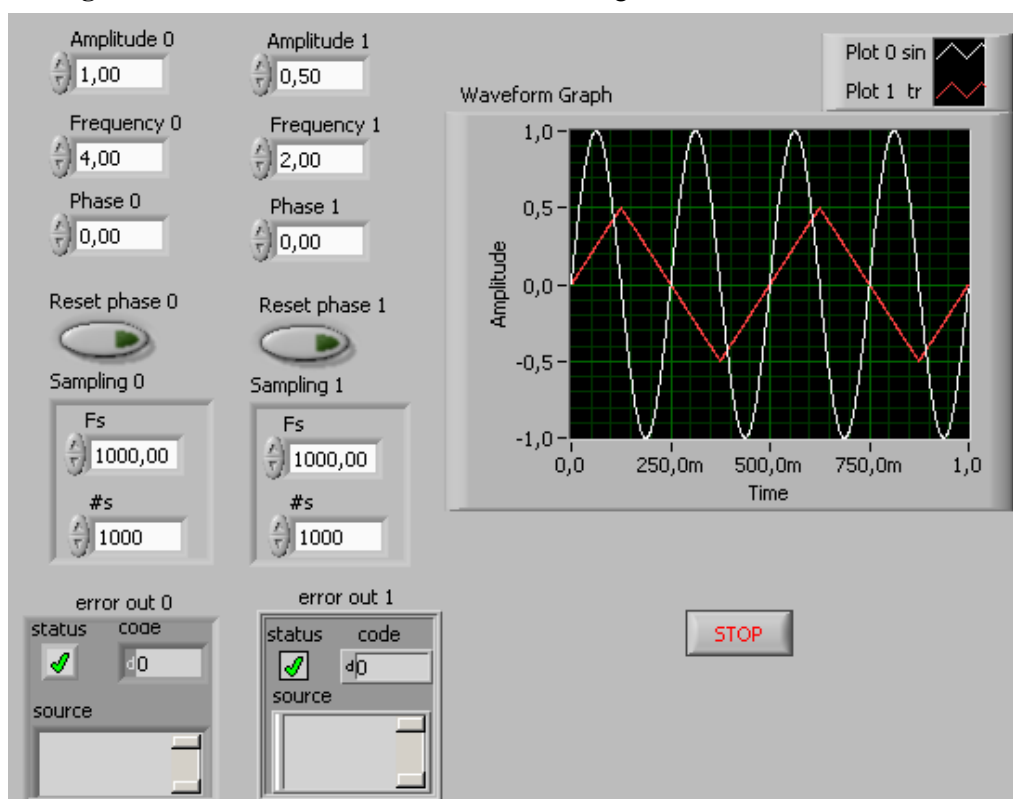 Amplitude 0
1,00
Frequency 0
4,00
Phase 0
0,00
Reset phase 0
Sampling 0
Fs
1000,00
#s
1000
error out 0
status code
d0
source
Amplitude 1
0,50
Frequency 1
2,00
Phase 1
0,00
Reset phase 1
Sampling 1
Fs
1000,00
#s
1000
error out 1
status code
d0
source
Plot 0 sin
Plot 1 tr
Waveform Graph
1,0
0,5
0,0
-0,5
-1,0
Amplitude
0,0 250,0m 500,0m 750,0m 1,0
Time
STOP